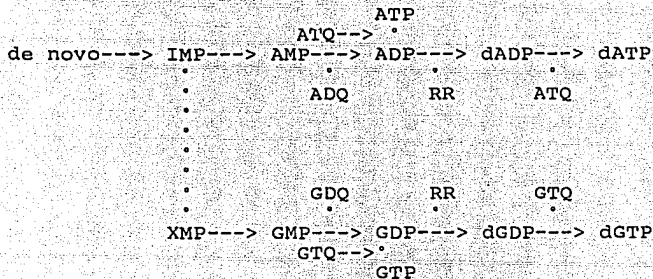 ATP
ATQ-->
de novo---> IMP---> AMP---> ADP---> dADP---> dATP
ADQ RR ATQ
GDQ RR GTQ
XMP---> GMP---> GDP---> dGDP---> dGTP
GTQ-->
GTP